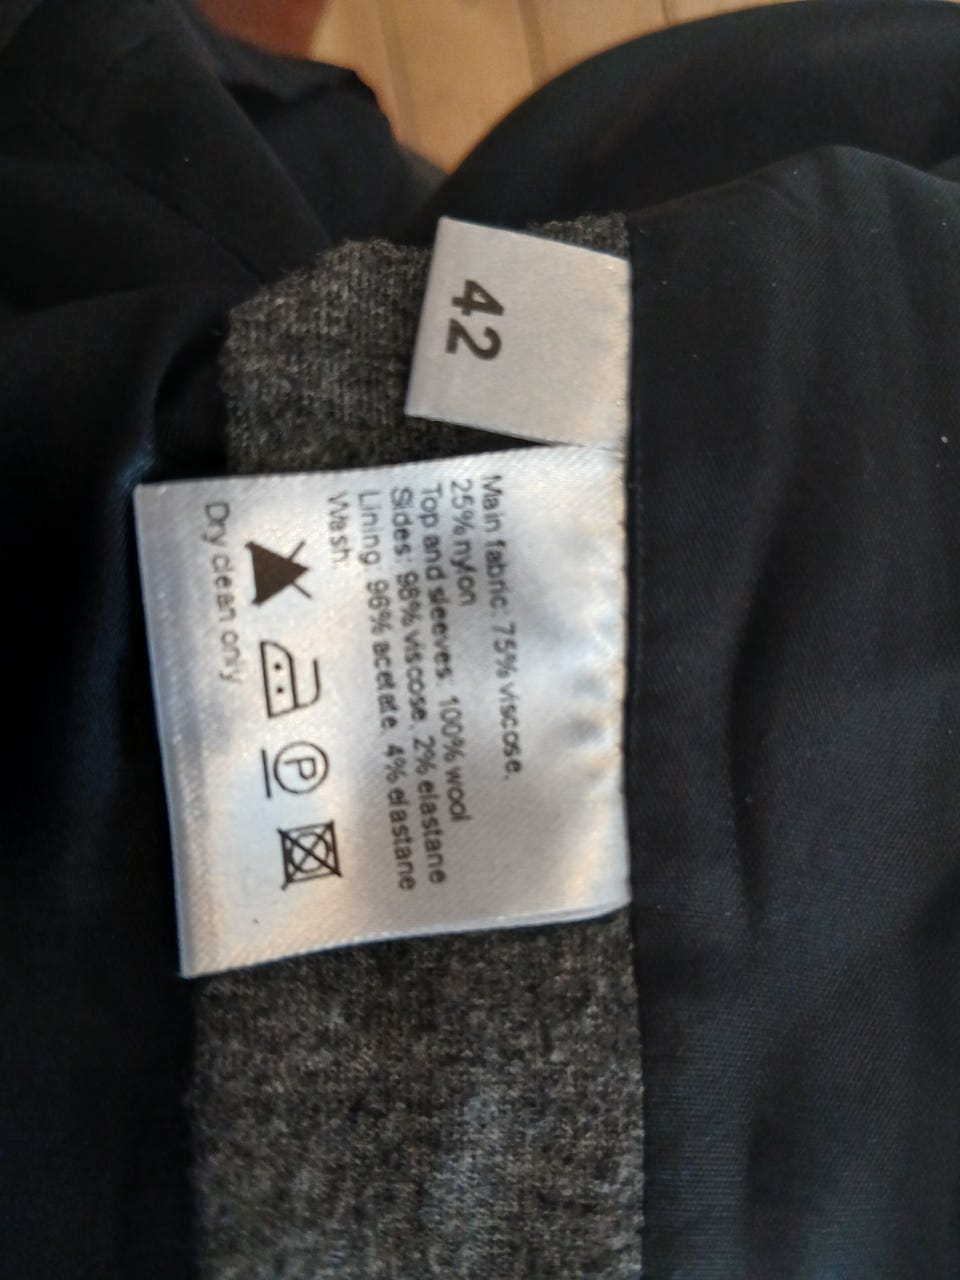 42
Main fabric: 75% viscose,
25% nylon
Top and sleeves: 100% wool
Sides: 98% viscose, 2% elastane
Lining: 96% acetate, 4% elastane
Wash:
P
Dry clean only